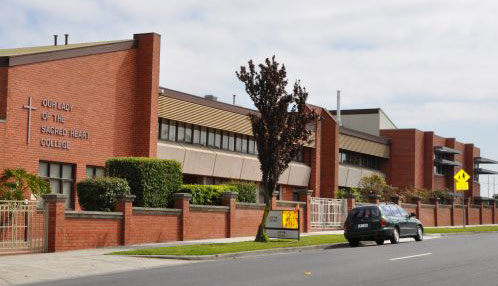 OUR LADY
OF THE
SACRED HEART
COLLEGE